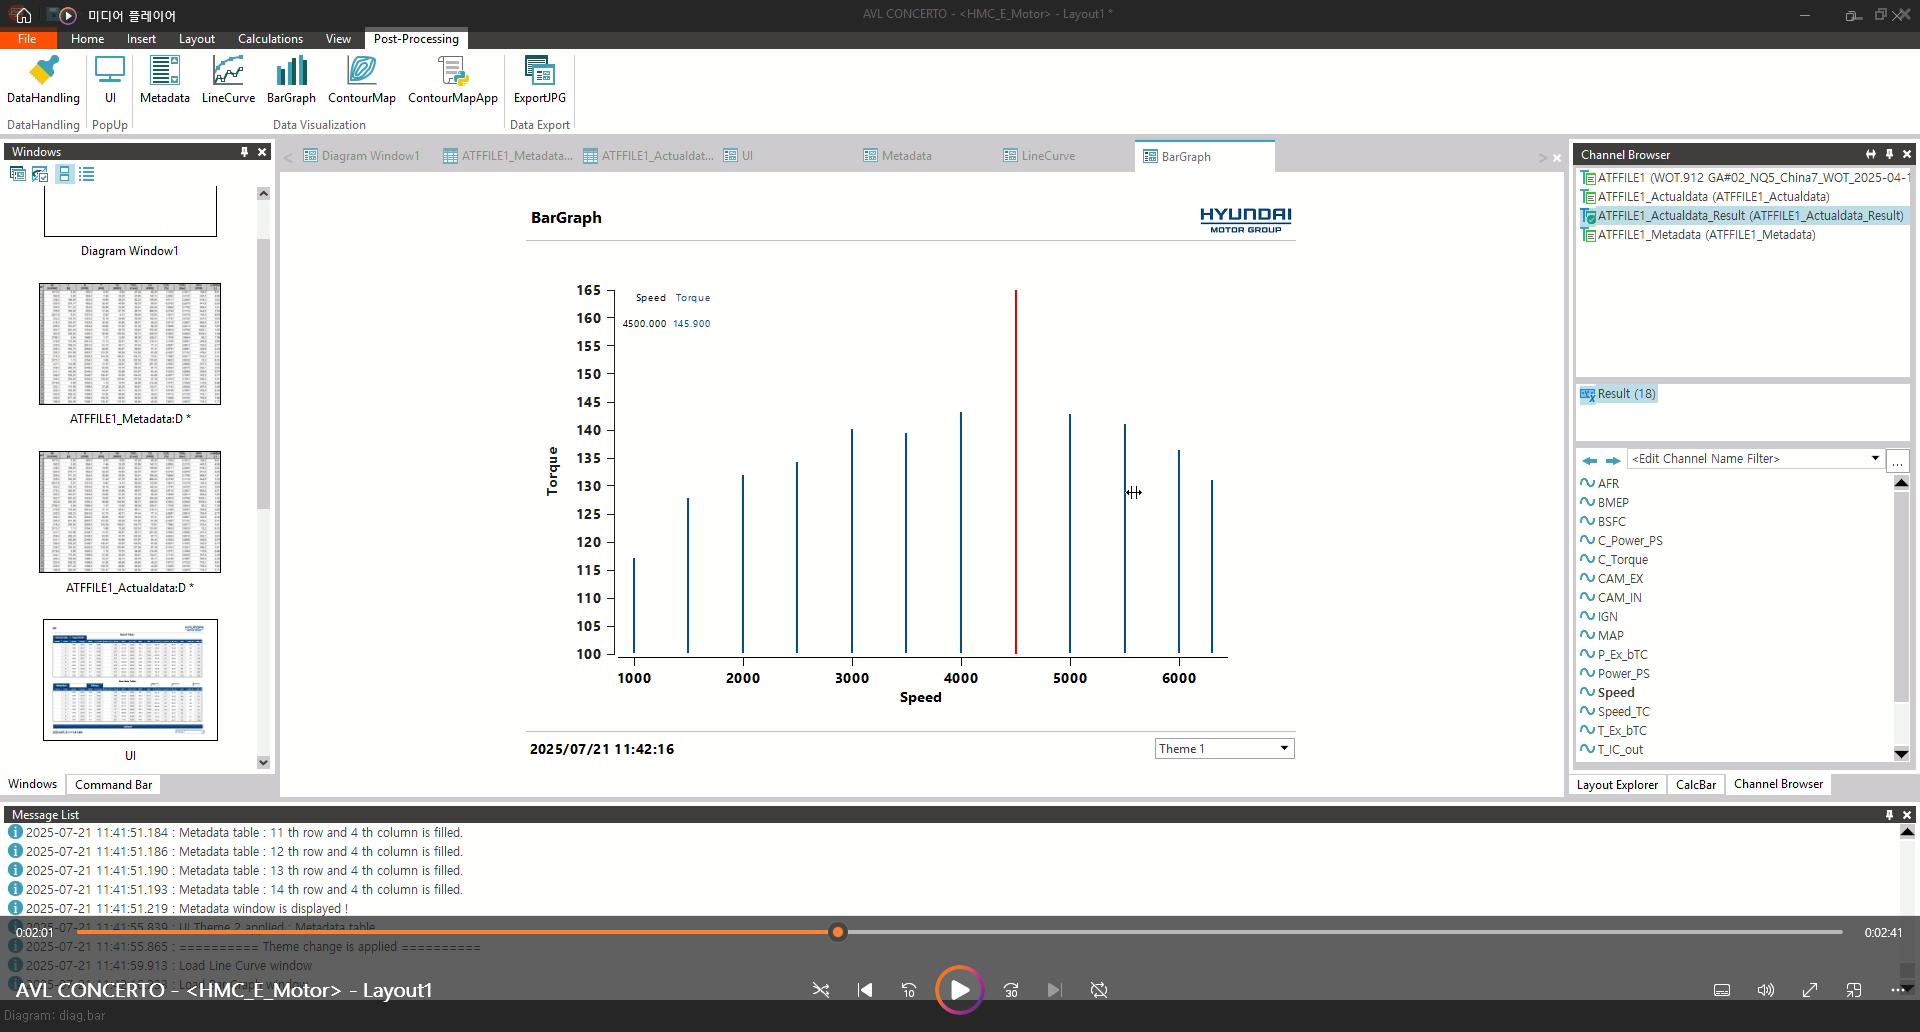 미디어 플레이어
AVL CONCERTO - <HMC_E_Motor> - Layout1 *
File Home Insert Layout Calculations View Post-Processing
DataHandling UI Metadata LineCurve BarGraph ContourMap ContourMapApp ExportJPG
DataHandling PopUp Data Visualization Data Export
Windows
Diagram Window1
ATFFILE1_Metadata:D *
ATFFILE1_Actualdata:D *
UI
Windows Command Bar
Diagram Window1 ATFFILE1_Metadata... ATFFILE1_Actualdat... UI Metadata LineCurve BarGraph
BarGraph
HYUNDAI
MOTOR GROUP
Speed Torque
4500.000 145.900
165
160
155
150
145
140
135
130
125
120
115
110
105
100
Torque
1000 2000 3000 4000 5000 6000
Speed
2025/07/21 11:42:16
Theme 1
Channel Browser
ATFFILE1 (WOT.912 GA#02_NQ5_China7_WOT_2025-04-1
ATFFILE1_Actualdata (ATFFILE1_Actualdata)
ATFFILE1_Actualdata_Result (ATFFILE1_Actualdata_Result)
ATFFILE1_Metadata (ATFFILE1_Metadata)
Result (18)
<Edit Channel Name Filter>
...
AFR
BMEP
BSFC
C_Power_PS
C_Torque
CAM_EX
CAM_IN
IGN
MAP
P_Ex_bTC
Power_PS
Speed
Speed_TC
T_Ex_bTC
T_IC_out
Layout Explorer CalcBar Channel Browser
Message List
2025-07-21 11:41:51.184 : Metadata table : 11 th row and 4 th column is filled.
2025-07-21 11:41:51.186 : Metadata table : 12 th row and 4 th column is filled.
2025-07-21 11:41:51.190 : Metadata table : 13 th row and 4 th column is filled.
2025-07-21 11:41:51.193 : Metadata table : 14 th row and 4 th column is filled.
2025-07-21 11:41:51.219 : Metadata window is displayed !
2025-07-21 11:41:55.839 : UI Theme 2 applied : Metadata table
0:02:01
0:02:41
2025-07-21 11:41:55.865 : ========== Theme change is applied ==========
2025-07-21 11:41:59.913 : Load Line Curve window
AVL CONCERTO - <HMC_E_Motor> - Layout1
10 30
Diagram: diag.bar